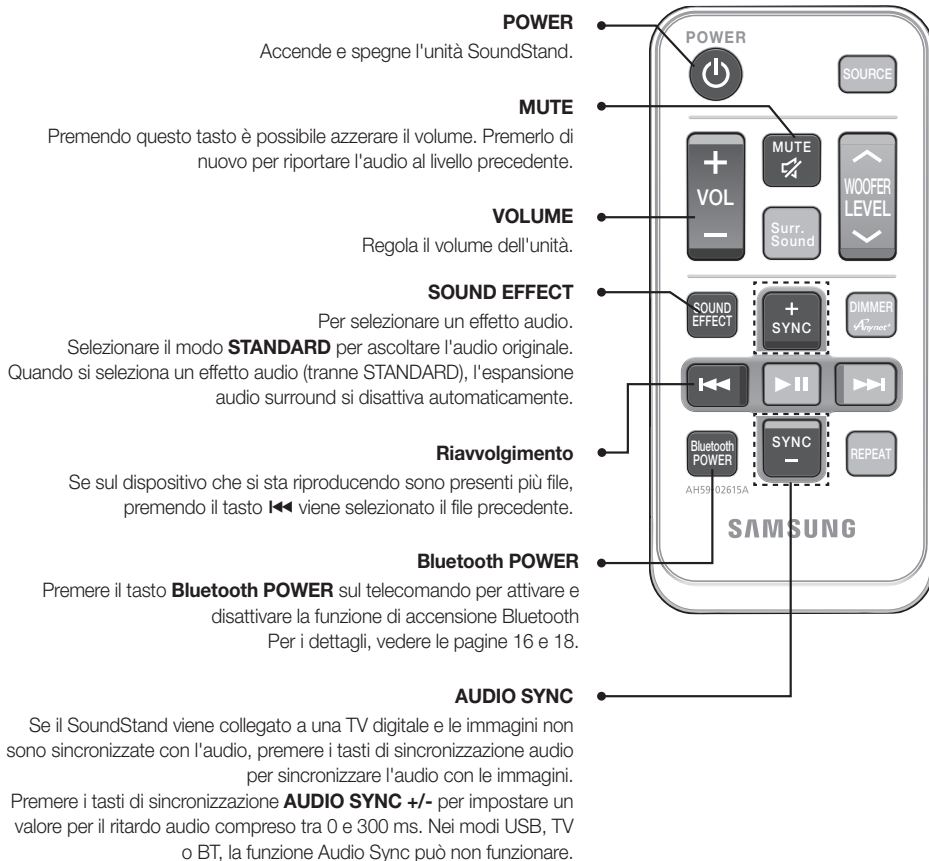 POWER
Accende e spegne l'unità SoundStand.
MUTE
Premendo questo tasto è possibile azzerare il volume. Premerlo di
nuovo per riportare l'audio al livello precedente.
VOLUME
Regola il volume dell'unità.
SOUND EFFECT
Per selezionare un effetto audio.
Selezionare il modo STANDARD per ascoltare l'audio originale.
Quando si seleziona un effetto audio (tranne STANDARD), l'espansione
audio surround si disattiva automaticamente.
Riavvolgimento
Se sul dispositivo che si sta riproducendo sono presenti più file,
premendo il tasto ⏮ viene selezionato il file precedente.
Bluetooth POWER
Premere il tasto Bluetooth POWER sul telecomando per attivare e
disattivare la funzione di accensione Bluetooth
Per i dettagli, vedere le pagine 16 e 18.
AUDIO SYNC
Se il SoundStand viene collegato a una TV digitale e le immagini non
sono sincronizzate con l'audio, premere i tasti di sincronizzazione audio
per sincronizzare l'audio con le immagini.
Premere i tasti di sincronizzazione AUDIO SYNC +/- per impostare un
valore per il ritardo audio compreso tra 0 e 300 ms. Nei modi USB, TV
o BT, la funzione Audio Sync può non funzionare.
POWER
SOURCE
+
VOL
-
MUTE
Surr.
Sound
WOOFER
LEVEL
SOUND
EFFECT
+
SYNC
DIMMER
Anynet+
Bluetooth
POWER
SYNC
-
REPEAT
AH59-02615A
SAMSUNG